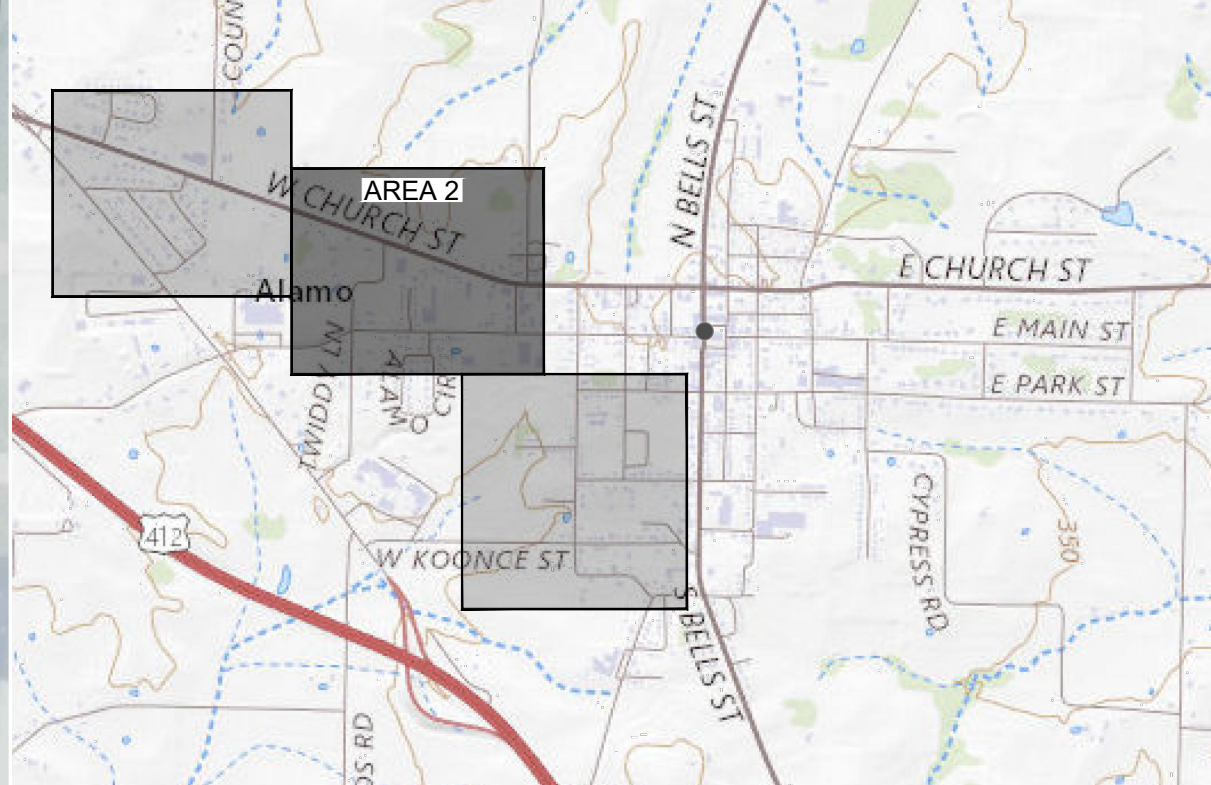 COUN
N BELLS ST
AREA 2
W CHURCH ST
E CHURCH ST
Alamo
E MAIN ST
TWIDDY LN
ALAM
CIR
E PARK ST
O
412
W KOONCE ST
CYPRESS RD
350
S BELLS ST
OS RD